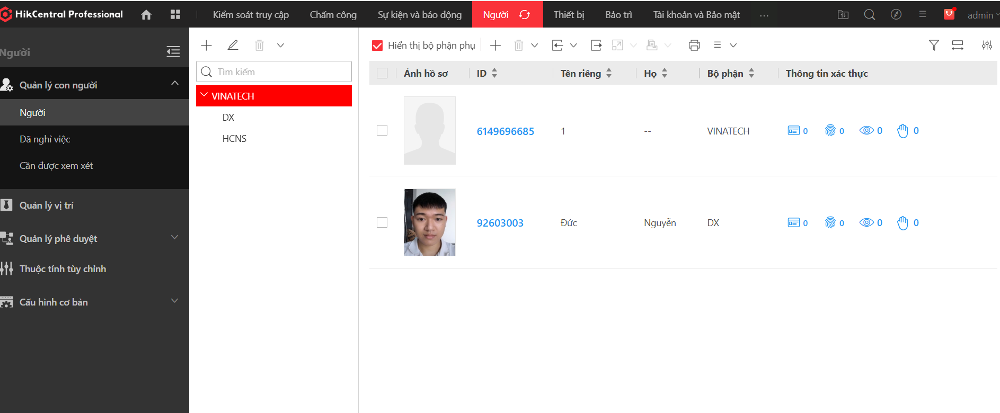 HikCentral Professional
Kiểm soát truy cập
Chấm công
Sự kiện và báo động
Người
Thiết bị
Bảo trì
Tài khoản và Bảo mật
...
admin
Người
Quản lý con người
Người
Đã nghỉ việc
Cần được xem xét
Quản lý vị trí
Quản lý phê duyệt
Thuộc tính tùy chỉnh
Cấu hình cơ bản
Tìm kiếm
VINATECH
DX
HCNS
Hiển thị bộ phận phụ
Ảnh hồ sơ ID Tên riêng Họ Bộ phận Thông tin xác thực
6149696685 1 -- VINATECH 0 0 0 0
92603003 Đức Nguyễn DX 0 0 0 0